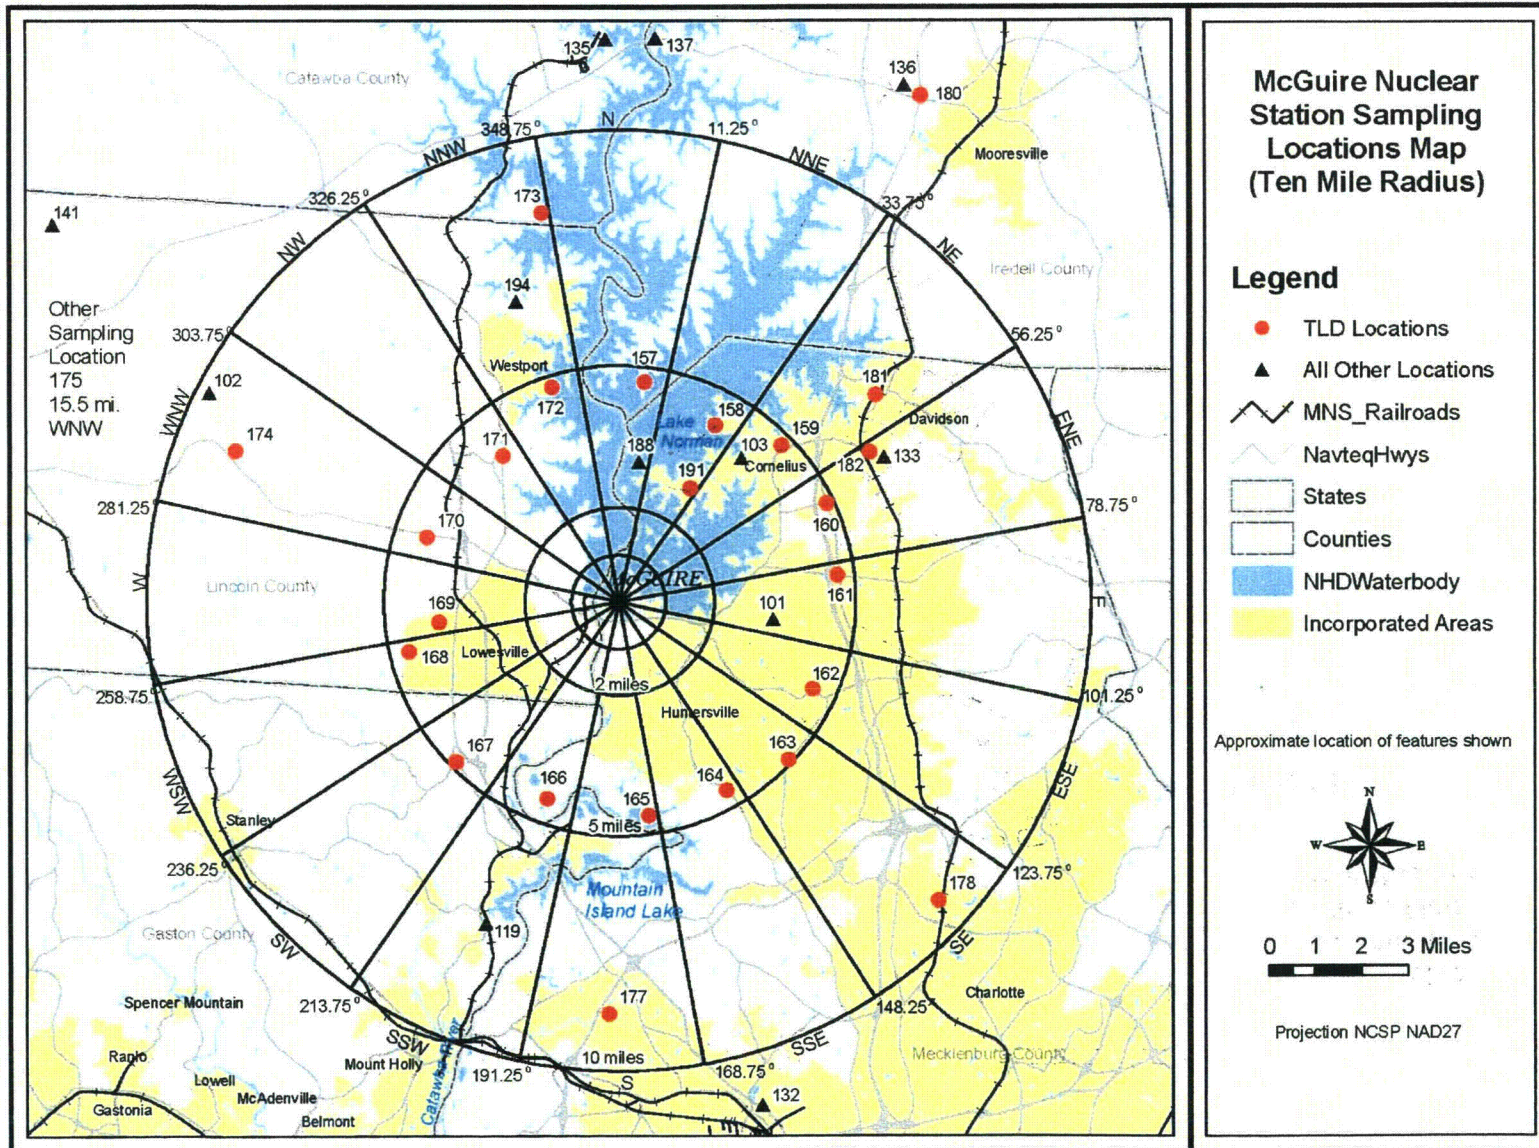 135
137
136
180
Catawba County
Mooresville
N
348.75°
11.25°
NNW
NNE
326.25°
173
33.75°
141
NW
NE
Iredell County
194
Other
Sampling
Location
175
15.5 mi.
WNW
303.75°
56.25°
Westport
157
102
172
181
WNW
158
Davidson
ENE
174
171
Lake
Norman
159
188
103
Cornelius
182
133
191
281.25°
78.75°
170
160
W
Lincoln County
McGUIRE
161
E
169
101
168
Lowesville
258.75°
2 miles
162
101.25°
Huntersville
167
163
166
164
WSW
165
ESE
Stanley
5 miles
236.25°
123.75°
178
Mountain
Island Lake
119
Gaston County
SW
SE
Spencer Mountain
213.75°
177
148.25°
Charlotte
SSW
SSE
Mecklenburg County
Ranlo
Mount Holly
10 miles
191.25°
168.75°
Lowell
Catawba River
S
132
Gastonia
McAdenville
Belmont
McGuire Nuclear
Station Sampling
Locations Map
(Ten Mile Radius)
Legend
TLD Locations
All Other Locations
MNS_Railroads
NavteqHwys
States
Counties
NHDWaterbody
Incorporated Areas
Approximate location of features shown
N
W E
S
0 1 2 3 Miles
Projection NCSP NAD27